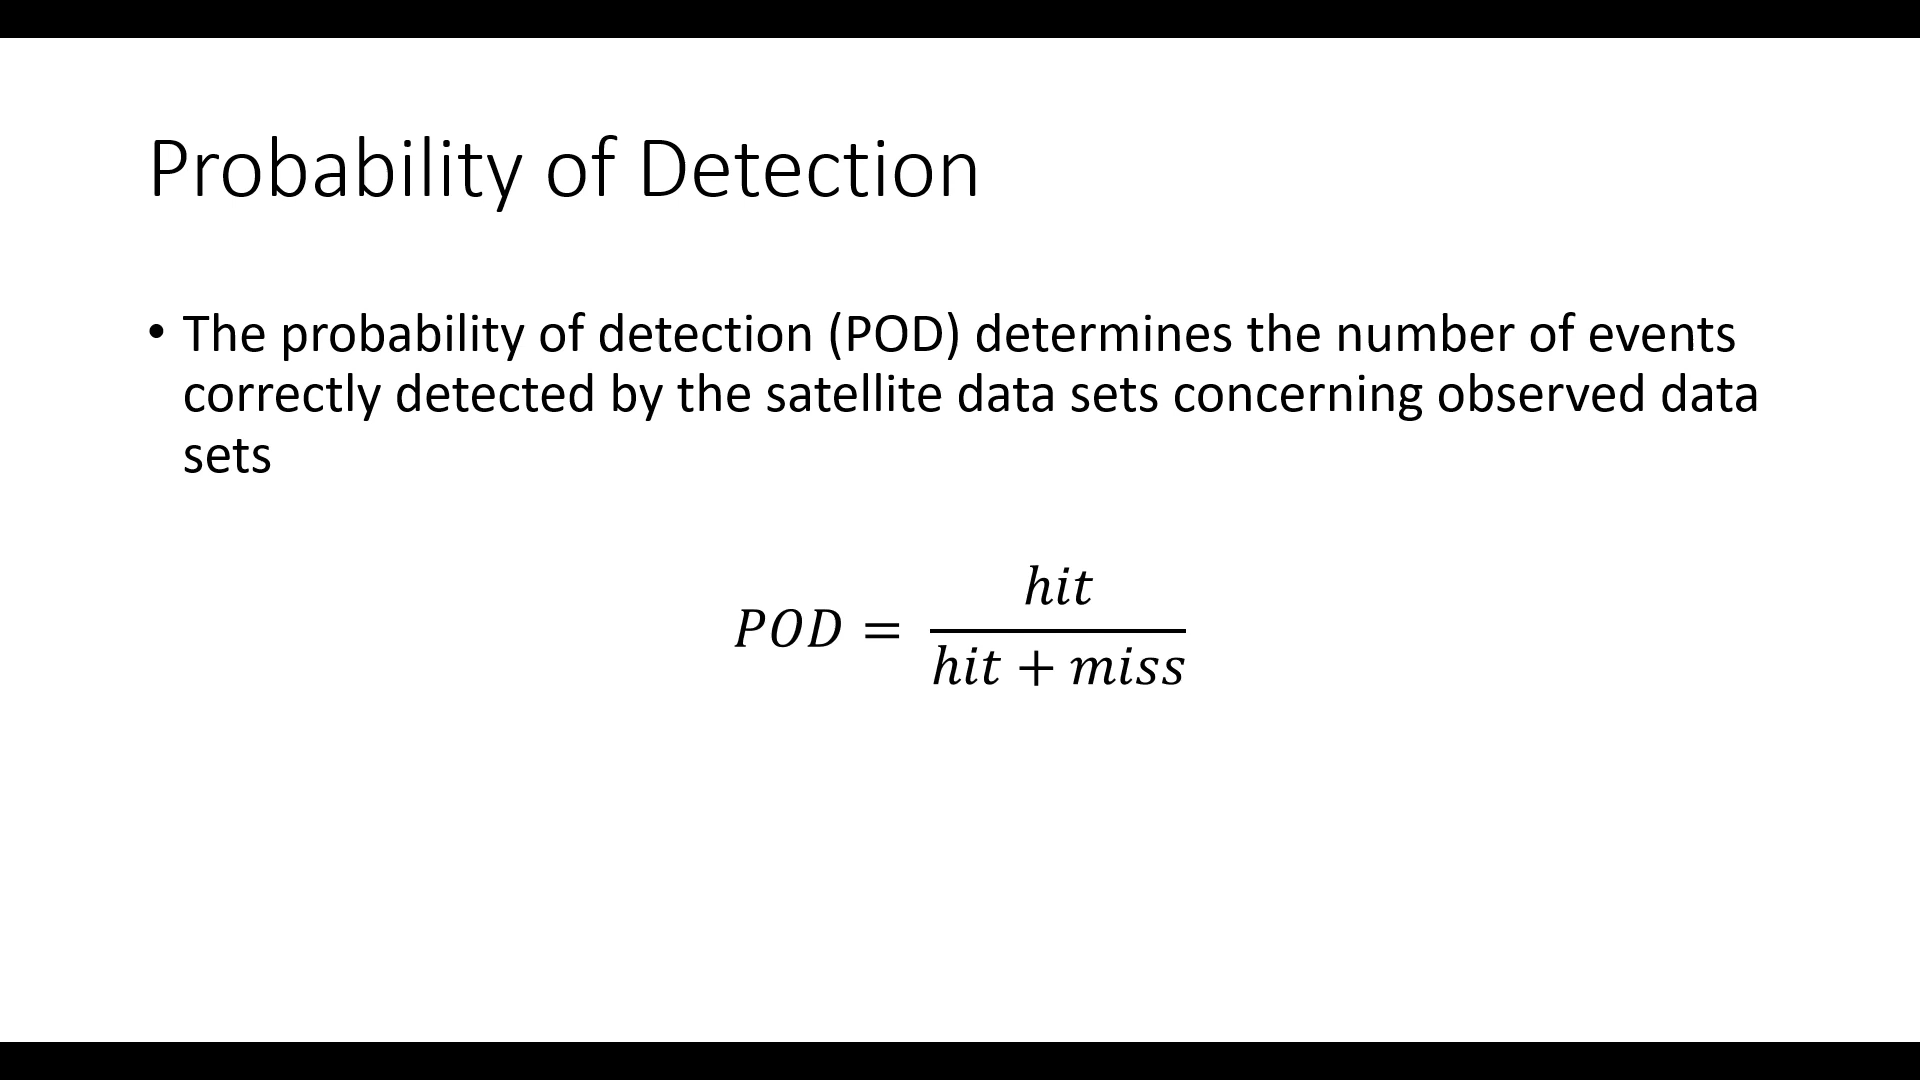 Probability of Detection
• The probability of detection (POD) determines the number of events
correctly detected by the satellite data sets concerning observed data
sets
POD = hit / hit + miss